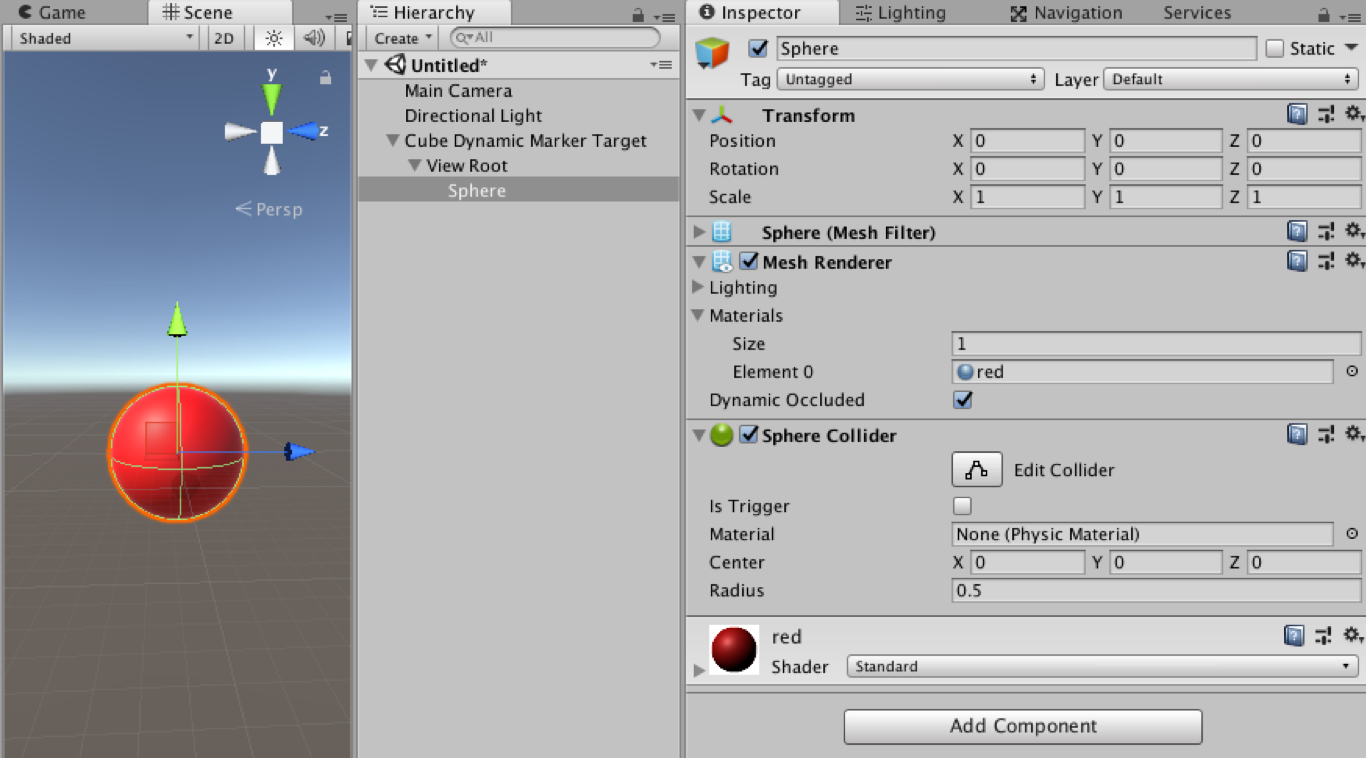 Game
Scene
Shaded
2D
y
z
Persp
Hierarchy
Create
All
Untitled*
Main Camera
Directional Light
Cube Dynamic Marker Target
View Root
Sphere
Inspector
Lighting
Navigation
Services
Sphere
Static
Tag Untagged
Layer Default
Transform
Position X 0 Y 0 Z 0
Rotation X 0 Y 0 Z 0
Scale X 1 Y 1 Z 1
Sphere (Mesh Filter)
Mesh Renderer
Lighting
Materials
Size 1
Element 0 red
Dynamic Occluded
Sphere Collider
Edit Collider
Is Trigger
Material None (Physic Material)
Center X 0 Y 0 Z 0
Radius 0.5
red
Shader Standard
Add Component